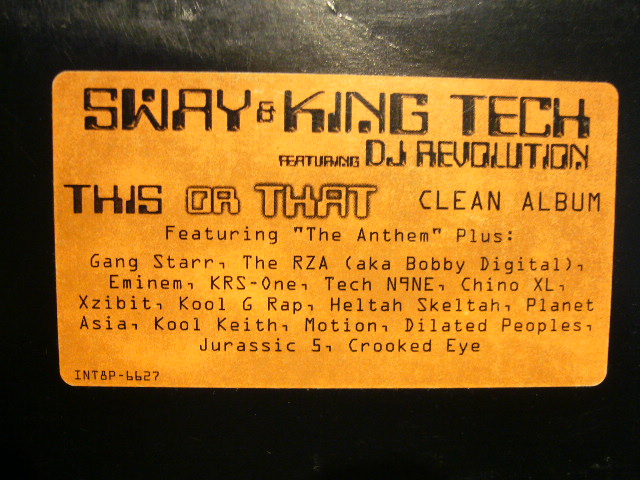 SWAY & KING TECH
FEATURING DJ REVOLUTION
THIS OR THAT CLEAN ALBUM
Featuring "The Anthem" Plus:
Gang Starr, The RZA (aka Bobby Digital),
Eminem, KRS-One, Tech N9NE, Chino XL,
Xzibit, Kool G Rap, Heltah Skeltah, Planet
Asia, Kool Keith, Motion, Dilated Peoples,
Jurassic 5, Crooked Eye
INT8P-6627